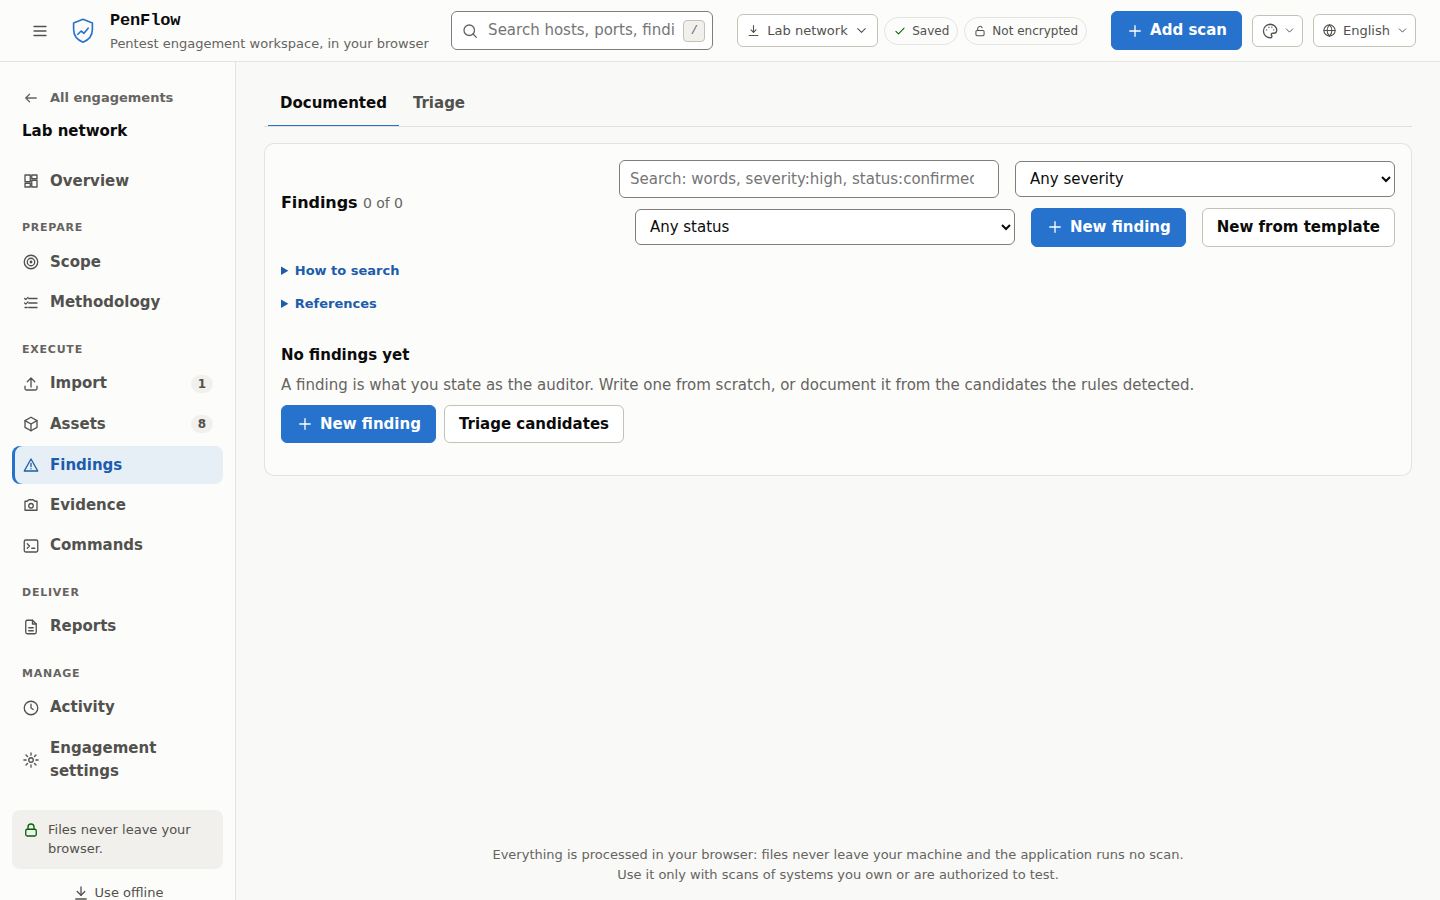 PenFlow
Pentest engagement workspace, in your browser
Search hosts, ports, findi
/
Lab network
Saved
Not encrypted
Add scan
English
All engagements
Lab network
Overview
PREPARE
Scope
Methodology
EXECUTE
Import 1
Assets 8
Findings
Evidence
Commands
DELIVER
Reports
MANAGE
Activity
Engagement
settings
Files never leave your
browser.
Use offline
Documented
Triage
Findings 0 of 0
Search: words, severity:high, status:confirmed
Any severity
Any status
New finding
New from template
How to search
References
No findings yet
A finding is what you state as the auditor. Write one from scratch, or document it from the candidates the rules detected.
New finding
Triage candidates
Everything is processed in your browser: files never leave your machine and the application runs no scan.
Use it only with scans of systems you own or are authorized to test.